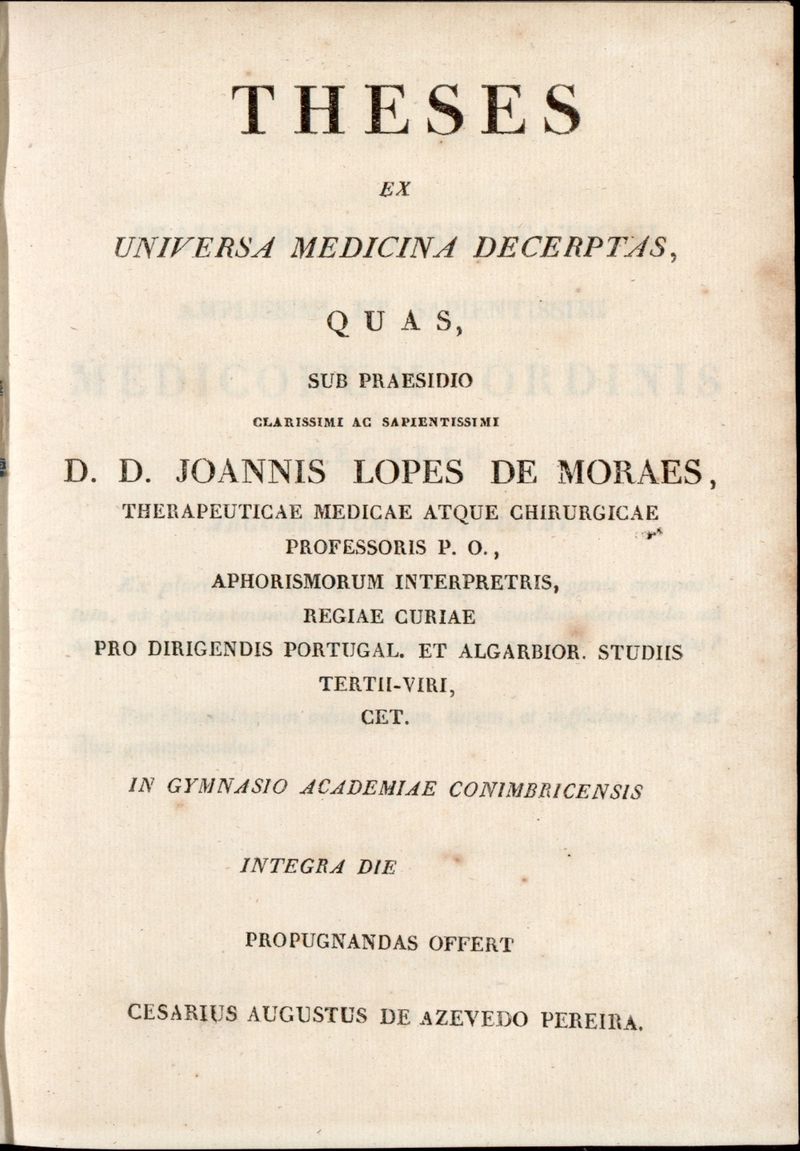 THESES
EX
UNIVERSA MEDICINA DECERPTAS,
QUAS,
SUB PRAESIDIO
CLARISSIMI AC SAPIENTISSIMI
D. D. JOANNIS LOPES DE MORAES,
THERAPEUTICAE MEDICAE ATQUE CHIRURGICAE
PROFESSORIS P. O.,
APHORISMORUM INTERPRETRIS,
REGIAE CURIAE
PRO DIRIGENDIS PORTUGAL. ET ALGARBIOR. STUDIIS
TERTII-VIRI,
CET.
IN GYMNASIO ACADEMIAE CONIMBRICENSIS
INTEGRA DIE
PROPUGNANDAS OFFERT
CESARIUS AUGUSTUS DE AZEVEDO PEREIRA.